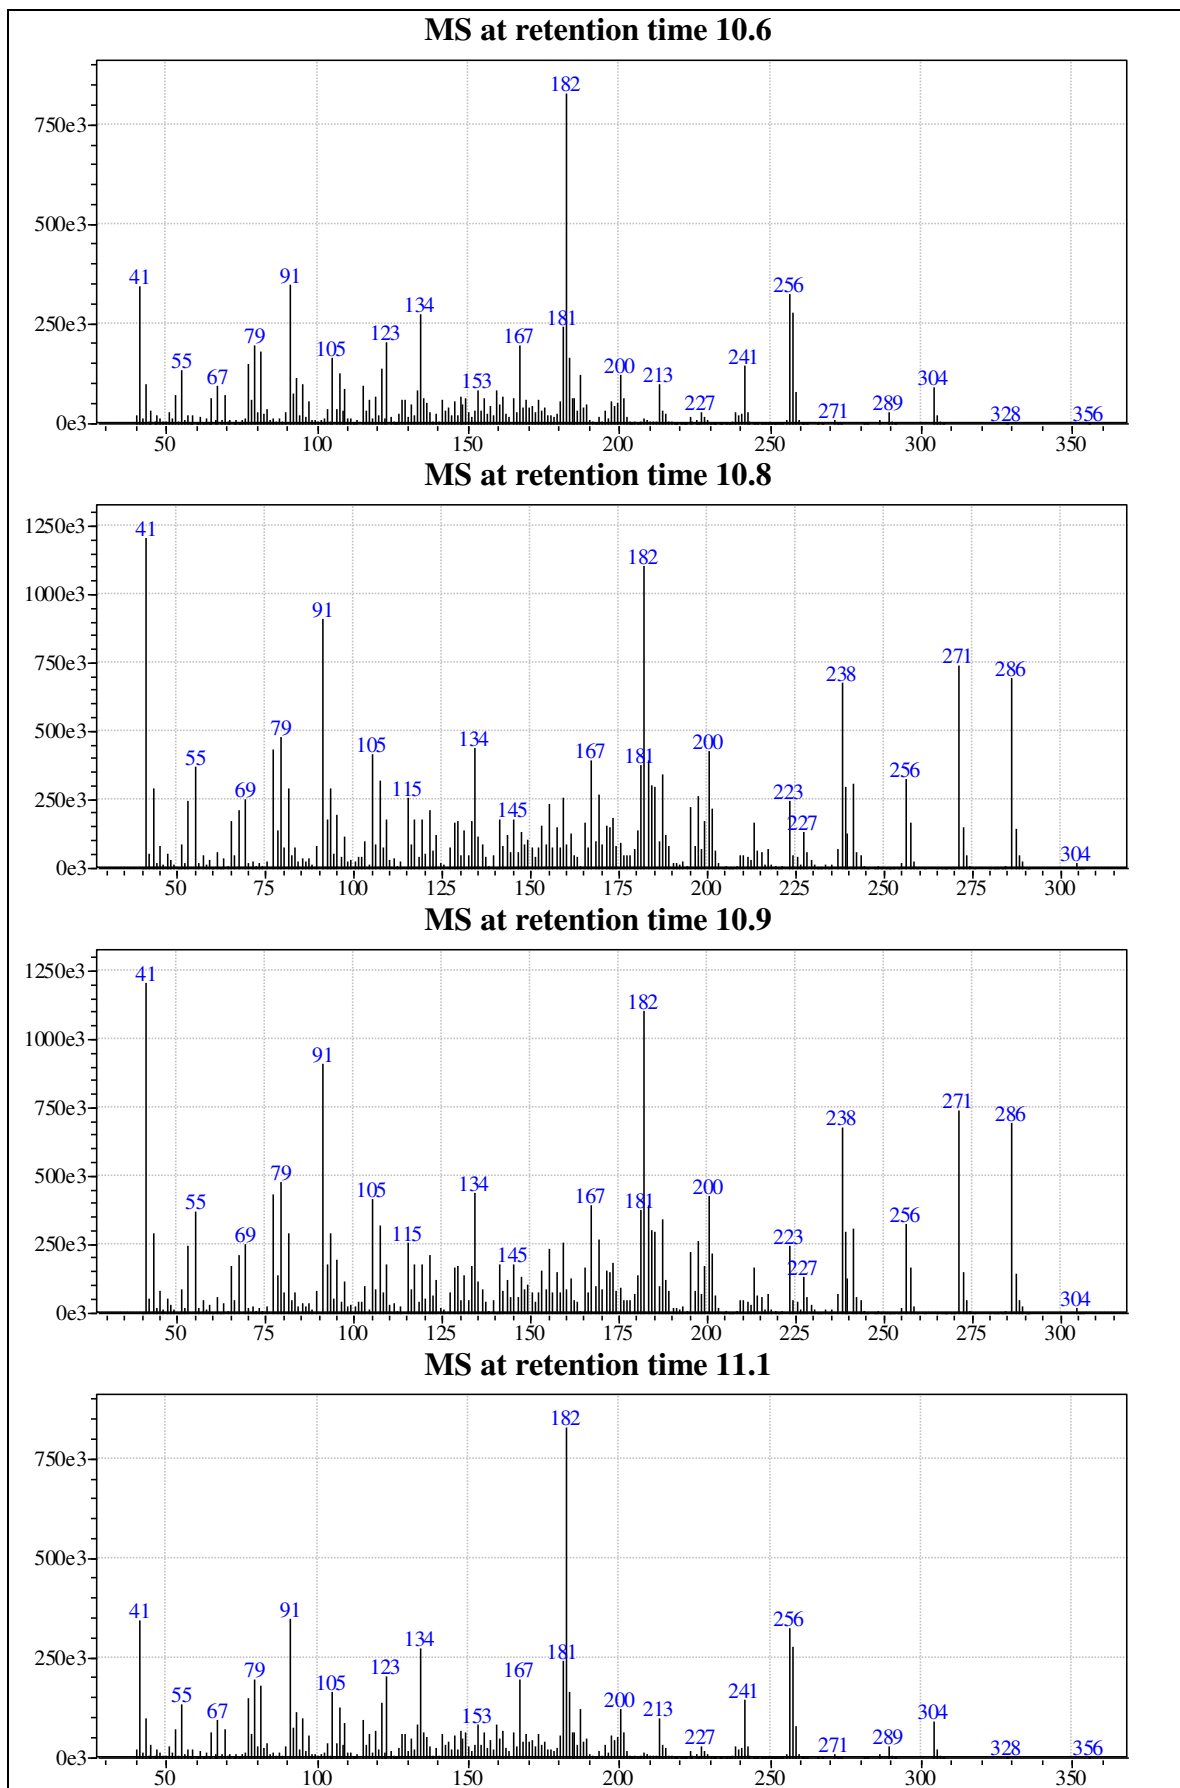 MS at retention time 10.6
182
750e3
500e3
41 91 256
250e3 134
181
79 123 167
55 105 200 241
67 153 213 304
227 271 289 328 356
0e3
50 100 150 200 250 300 350
MS at retention time 10.8
1250e3 41
182
1000e3
91
750e3 271
238 286
500e3 79
134 200
55 105 167 181
256
250e3 69 115 223
145 227
304
0e3
50 75 100 125 150 175 200 225 250 275 300
MS at retention time 10.9
1250e3 41
182
1000e3
91
750e3 271
238 286
500e3 79
134 200
55 105 167 181
256
250e3 69 115 223
145 227
304
0e3
50 75 100 125 150 175 200 225 250 275 300
MS at retention time 11.1
182
750e3
500e3
41 91 256
250e3 134
181
79 123 167
55 105 200 241
67 153 213 304
227 271 289 328 356
0e3
50 100 150 200 250 300 350